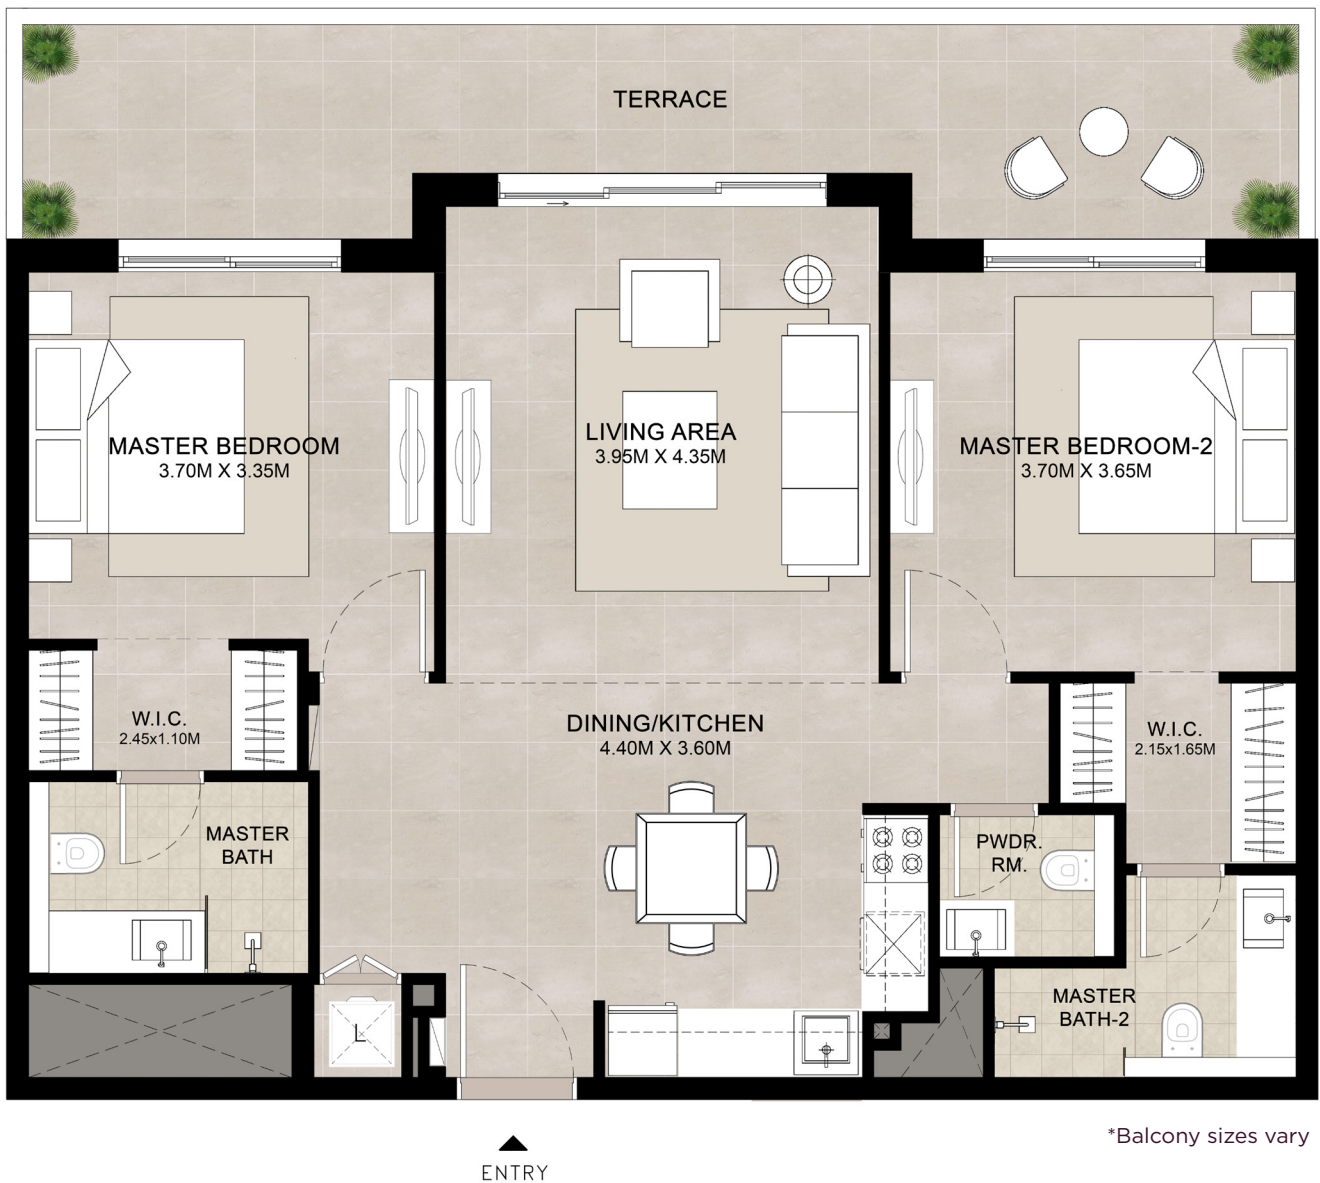 TERRACE
MASTER BEDROOM
3.70M X 3.35M
LIVING AREA
3.95M X 4.35M
MASTER BEDROOM-2
3.70M X 3.65M
W.I.C.
2.45x1.10M
DINING/KITCHEN
4.40M X 3.60M
W.I.C.
2.15x1.65M
MASTER
BATH
PWDR.
RM.
MASTER
BATH-2
L
*Balcony sizes vary
ENTRY